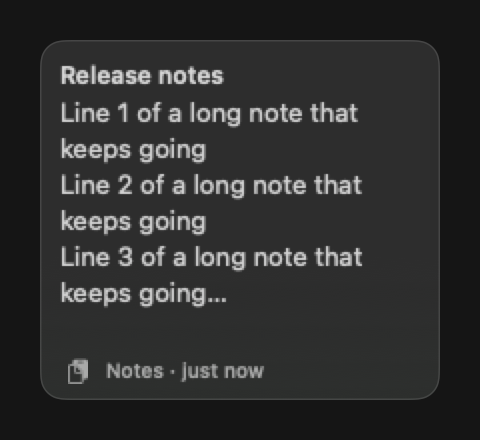 Release notes
Line 1 of a long note that
keeps going
Line 2 of a long note that
keeps going
Line 3 of a long note that
keeps going...
Notes · just now